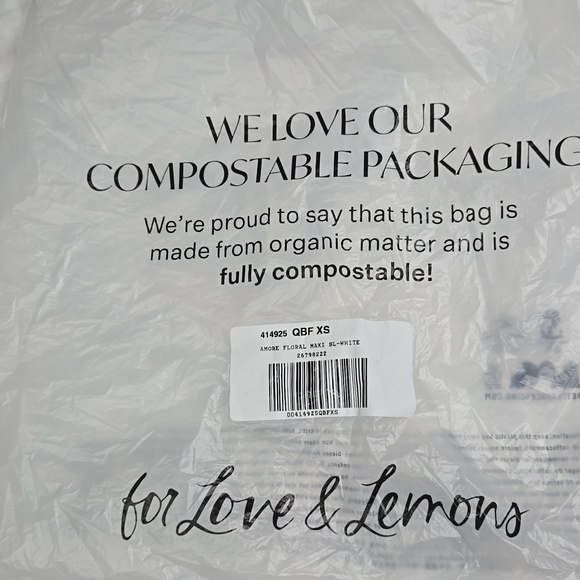 WE LOVE OUR
COMPOSTABLE PACKAGING
We're proud to say that this bag is
made from organic matter and is
fully compostable!
414925 QBF XS
AMORE FLORAL MAXI SL-WHITE
26798222
00414925QBFXS
for Love & Lemons